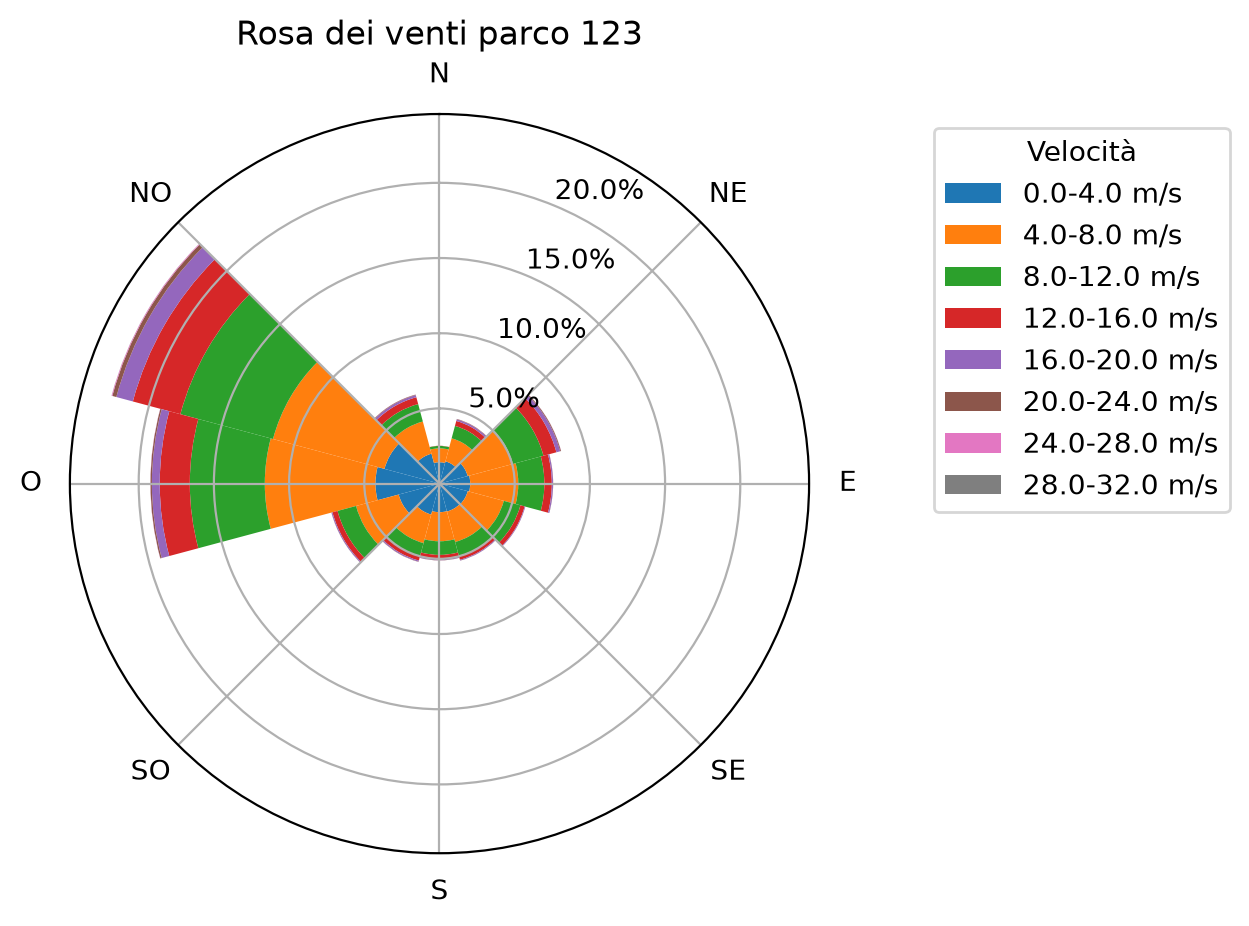 Rosa dei venti parco 123
N
NO
NE
20.0%
15.0%
10.0%
5.0%
O
E
SO
SE
S
Velocità
0.0-4.0 m/s
4.0-8.0 m/s
8.0-12.0 m/s
12.0-16.0 m/s
16.0-20.0 m/s
20.0-24.0 m/s
24.0-28.0 m/s
28.0-32.0 m/s